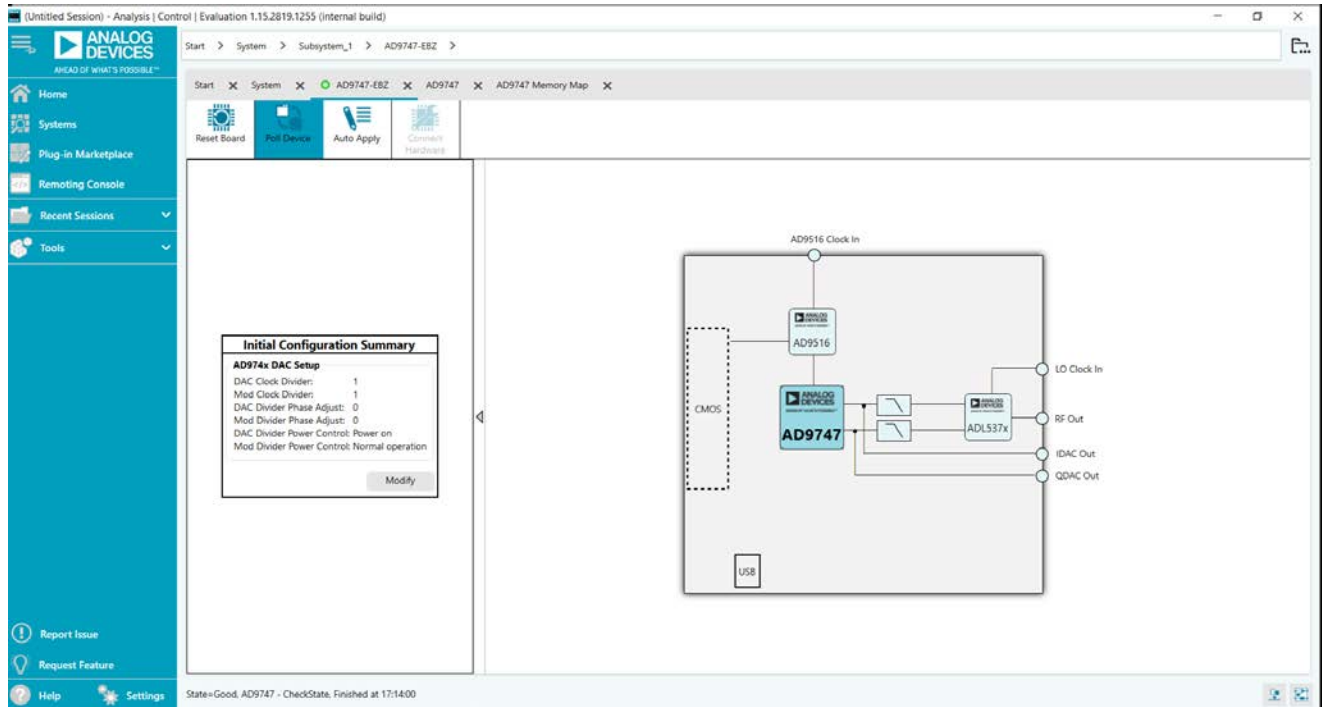 (Untitled Session) - Analysis | Control | Evaluation 1.15.2819.1255 (internal build)
ANALOG
DEVICES
AHEAD OF WHAT'S POSSIBLE™
Home
Systems
Plug-in Marketplace
Remoting Console
Recent Sessions
Tools
Report Issue
Request Feature
Help Settings
Start > System > Subsystem_1 > AD9747-EBZ >
Start System AD9747-EBZ AD9747 AD9747 Memory Map
Reset Board
Poll Device
Auto Apply
Connect
Hardware
Initial Configuration Summary
AD974x DAC Setup
DAC Clock Divider: 1
Mod Clock Divider: 1
DAC Divider Phase Adjust: 0
Mod Divider Phase Adjust: 0
DAC Divider Power Control: Power on
Mod Divider Power Control: Normal operation
Modify
AD9516 Clock In
ANALOG
DEVICES
AD9516
CMOS
ANALOG
DEVICES
AD9747
ANALOG
DEVICES
ADL537x
LO Clock In
RF Out
IDAC Out
QDAC Out
USB
State=Good, AD9747 - CheckState, Finished at 17:14:00